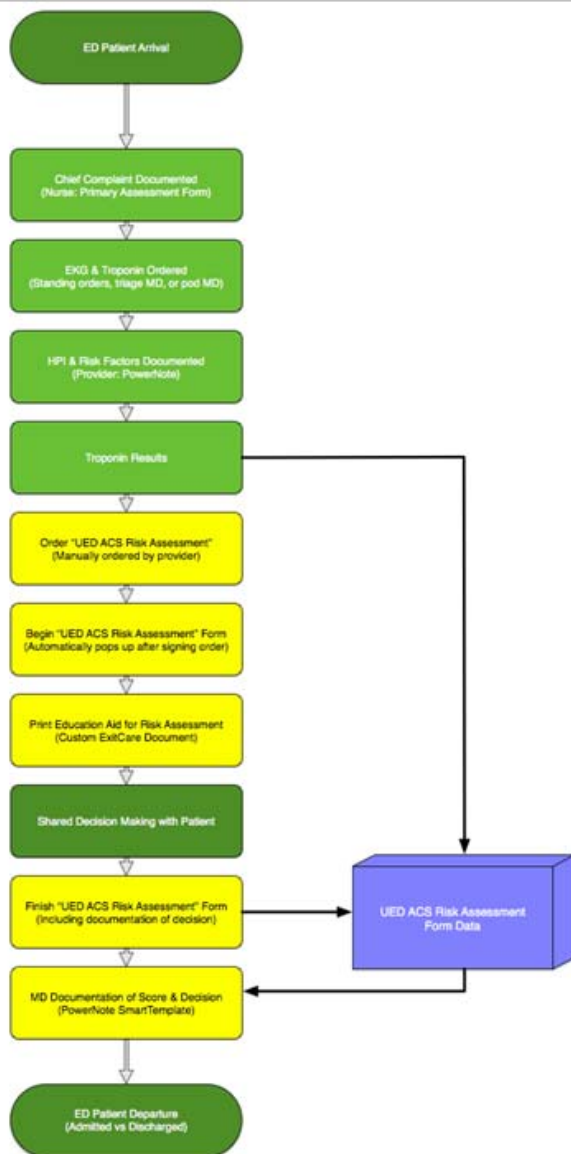 ED Patient Arrival
Chief Complaint Documented
(Nurse: Primary Assessment Form)
EKG & Troponin Ordered
(Standing orders, triage MD, or pod MD)
HPI & Risk Factors Documented
(Provider: PowerNote)
Troponin Results
Order "UED ACS Risk Assessment"
(Manually ordered by provider)
Begin "UED ACS Risk Assessment" Form
(Automatically pops up after signing order)
Print Education Aid for Risk Assessment
(Custom ExitCare Document)
Shared Decision Making with Patient
Finish "UED ACS Risk Assessment" Form
(Including documentation of decision)
UED ACS Risk Assessment
Form Data
MD Documentation of Score & Decision
(PowerNote SmartTemplate)
ED Patient Departure
(Admitted vs Discharged)